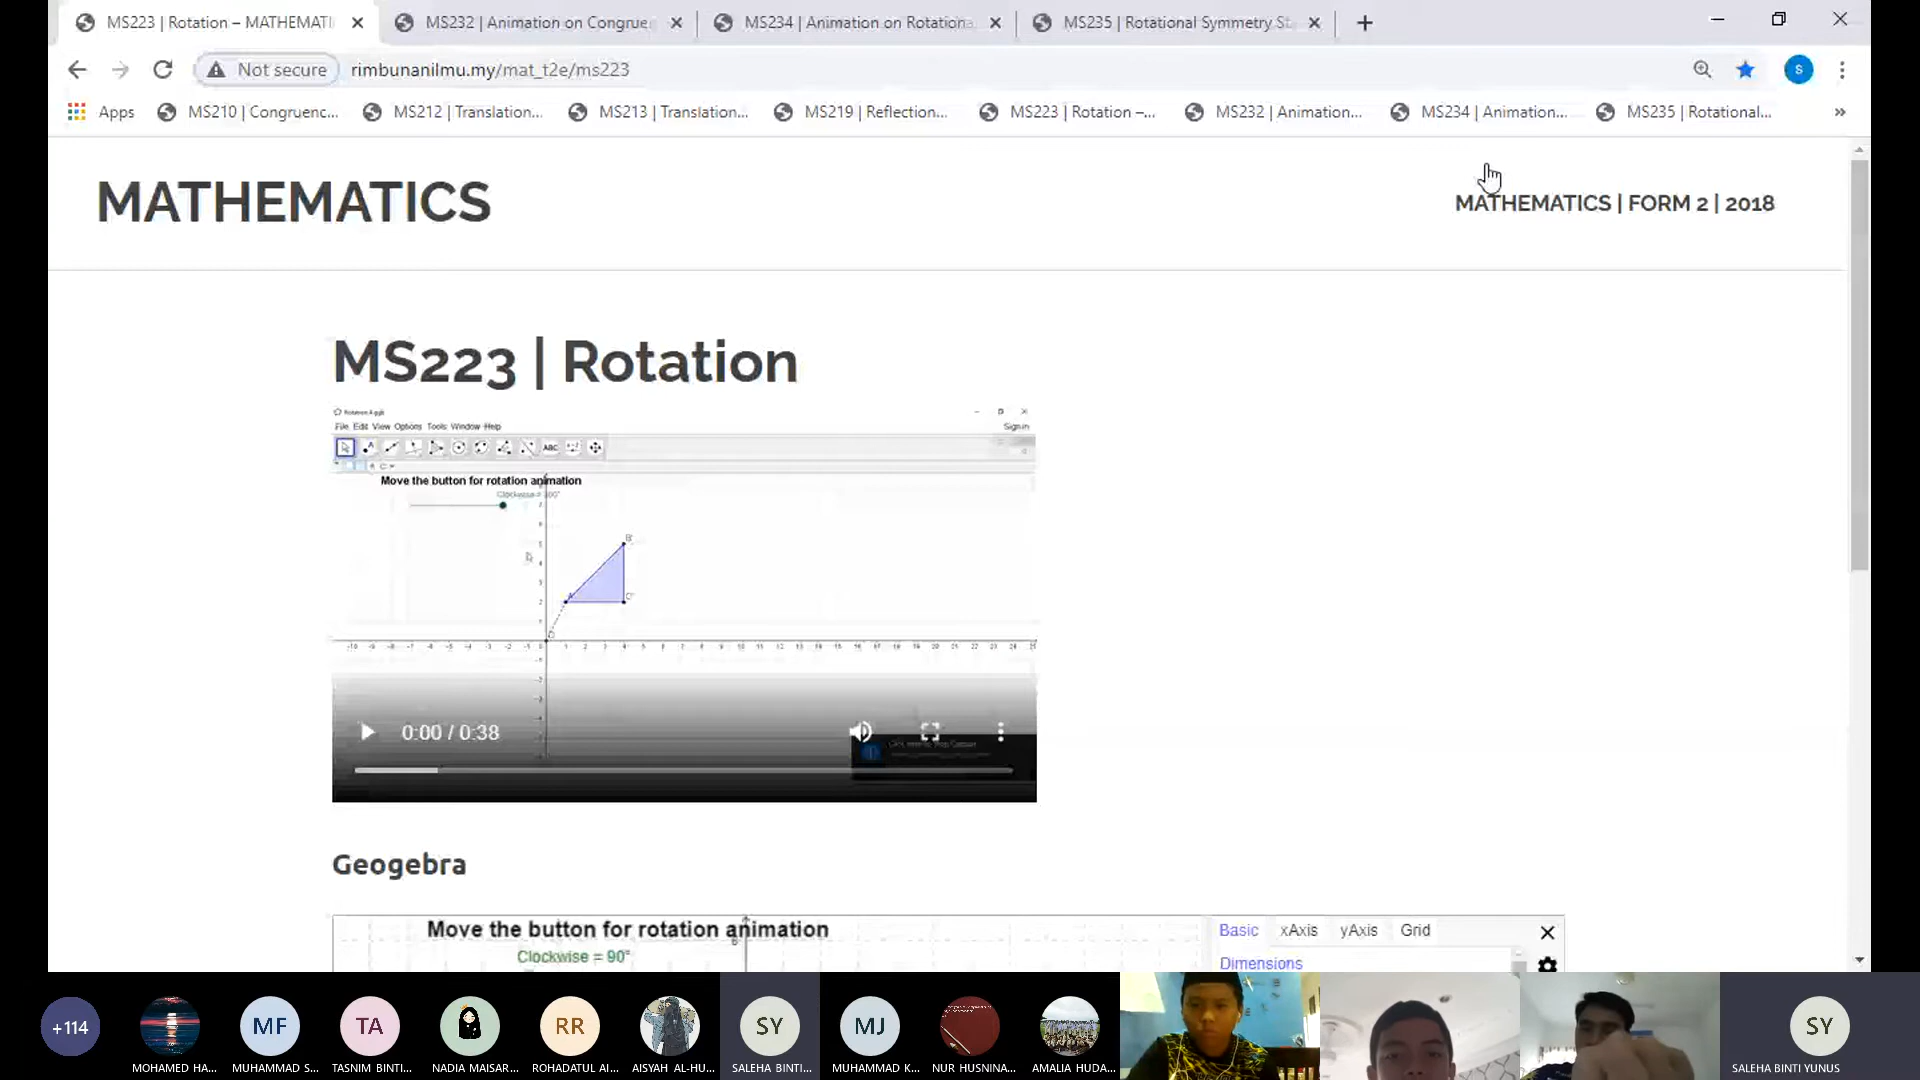 MS223 | Rotation – MATHEMATI
MS232 | Animation on Congrue
MS234 | Animation on Rotationa
MS235 | Rotational Symmetry St
Not secure
rimbunanilmu.my/mat_t2e/ms223
S
Apps
MS210 | Congruenc...
MS212 | Translation...
MS213 | Translation...
MS219 | Reflection...
MS223 | Rotation –...
MS232 | Animation...
MS234 | Animation...
MS235 | Rotational...
MATHEMATICS
MATHEMATICS | FORM 2 | 2018
MS223 | Rotation
File Edit View Options Tools Window Help
Sign in
ABC
Move the button for rotation animation
0:00 / 0:38
Geogebra
Move the button for rotation animation
Clockwise = 90°
Basic xAxis yAxis Grid
Dimensions
+114
MF
TA
RR
SY
MJ
SY
MOHAMED HA...
MUHAMMAD S...
TASNIM BINTI...
NADIA MAISAR...
ROHADATUL AI...
AISYAH AL-HU...
SALEHA BINTI...
MUHAMMAD K...
NUR HUSNINA...
AMALIA HUDA...
SALEHA BINTI YUNUS